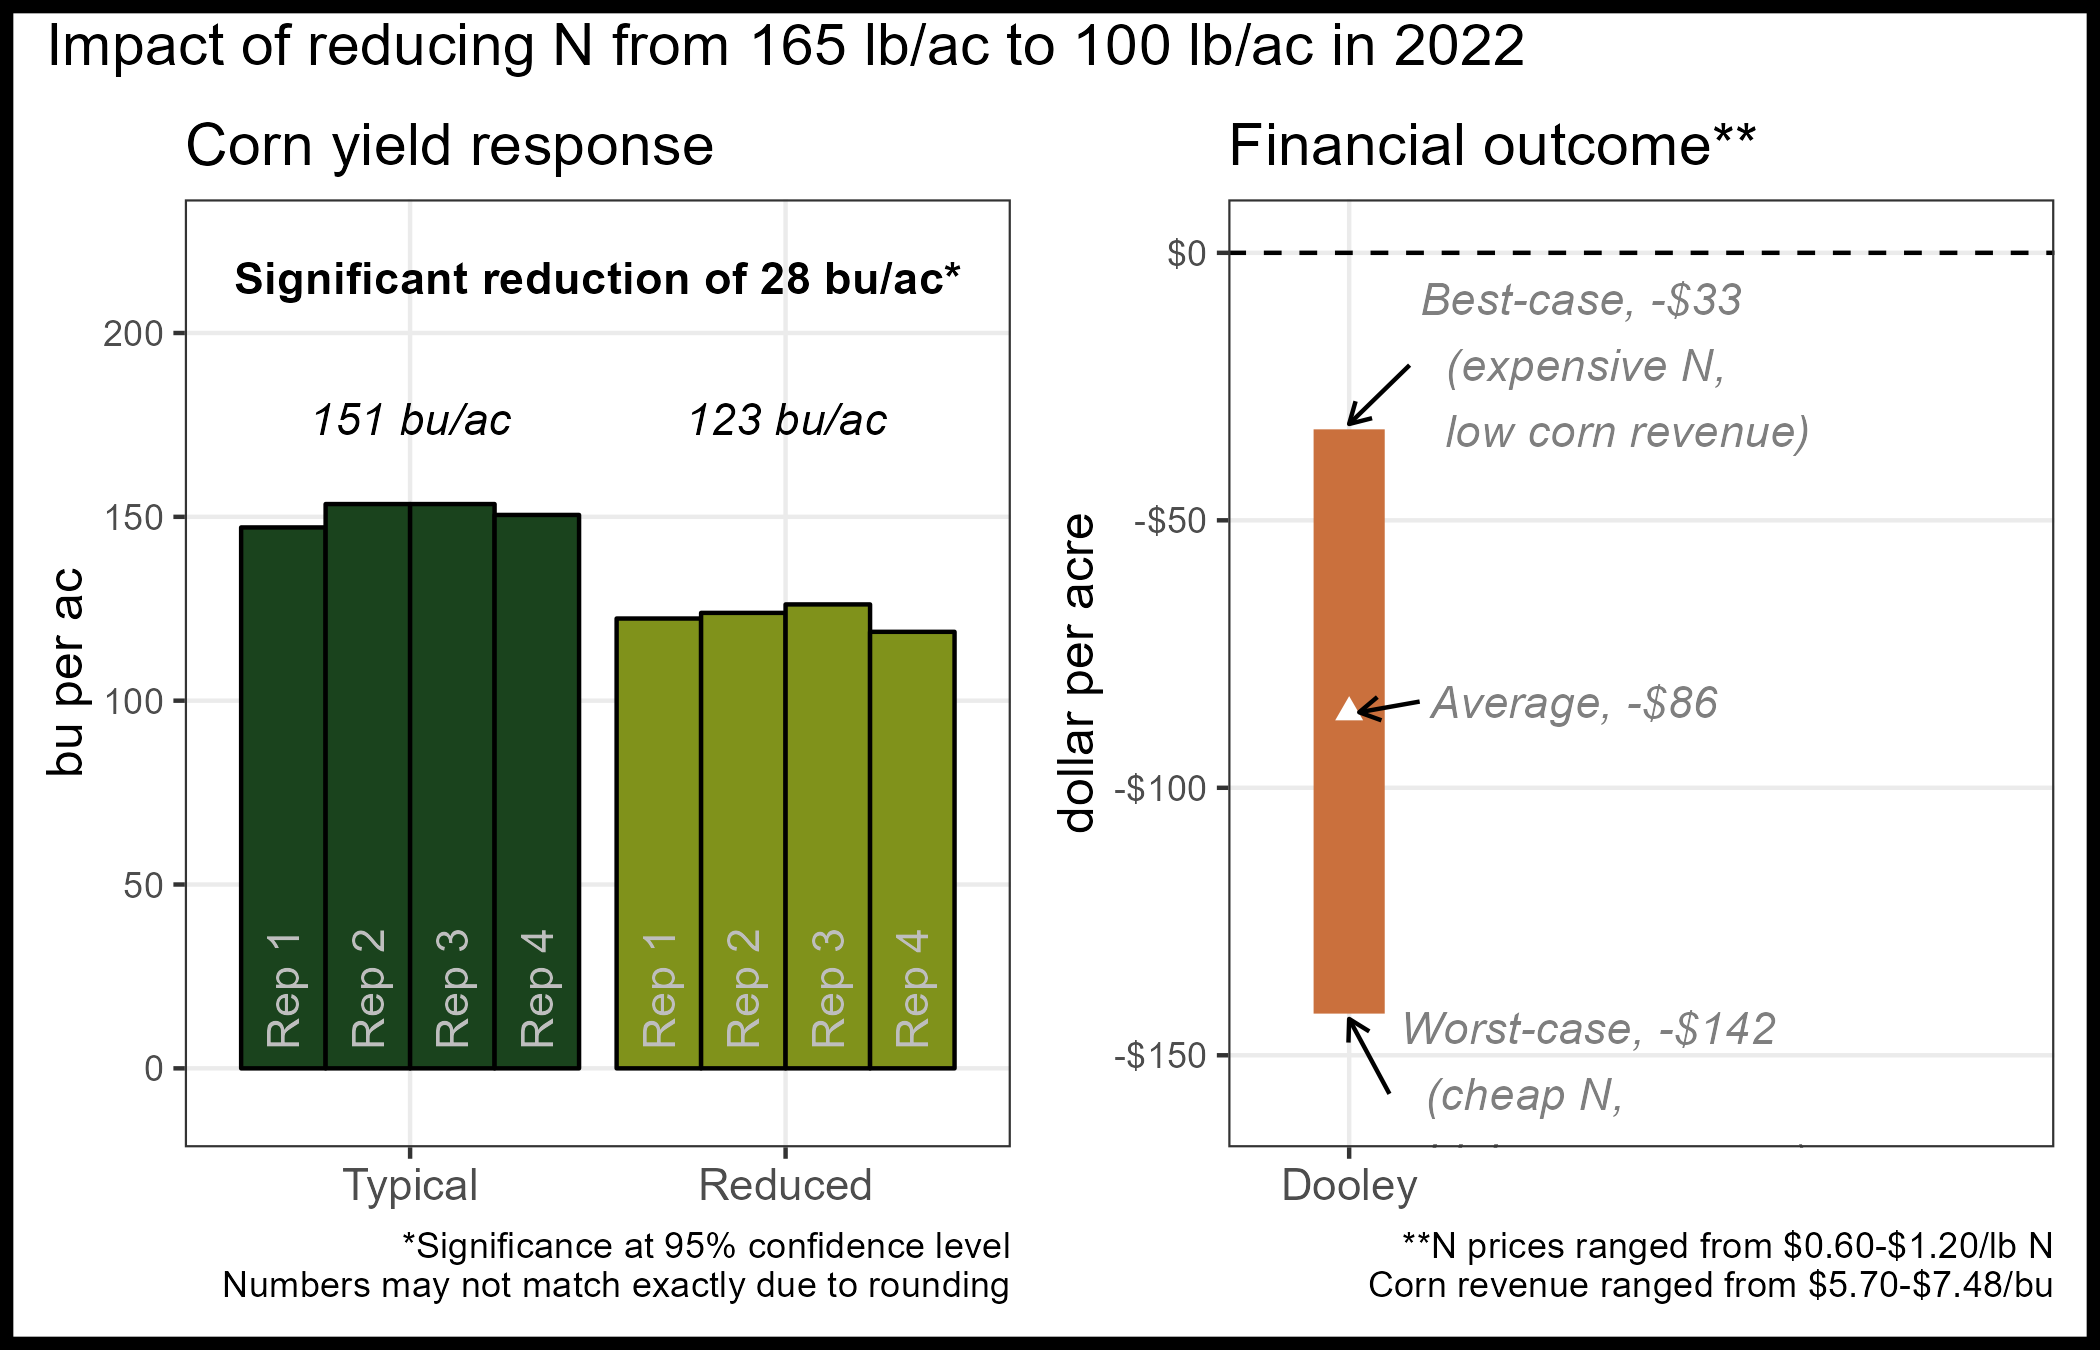 Impact of reducing N from 165 lb/ac to 100 lb/ac in 2022
Corn yield response
Significant reduction of 28 bu/ac*
151 bu/ac
123 bu/ac
bu per ac
200
150
100
50
0
Rep 1
Rep 2
Rep 3
Rep 4
Rep 1
Rep 2
Rep 3
Rep 4
Typical
Reduced
*Significance at 95% confidence level
Numbers may not match exactly due to rounding
Financial outcome**
dollar per acre
$0
-$50
-$100
-$150
Best-case, -$33
(expensive N,
low corn revenue)
Average, -$86
Worst-case, -$142
(cheap N,
Dooley
**N prices ranged from $0.60-$1.20/lb N
Corn revenue ranged from $5.70-$7.48/bu